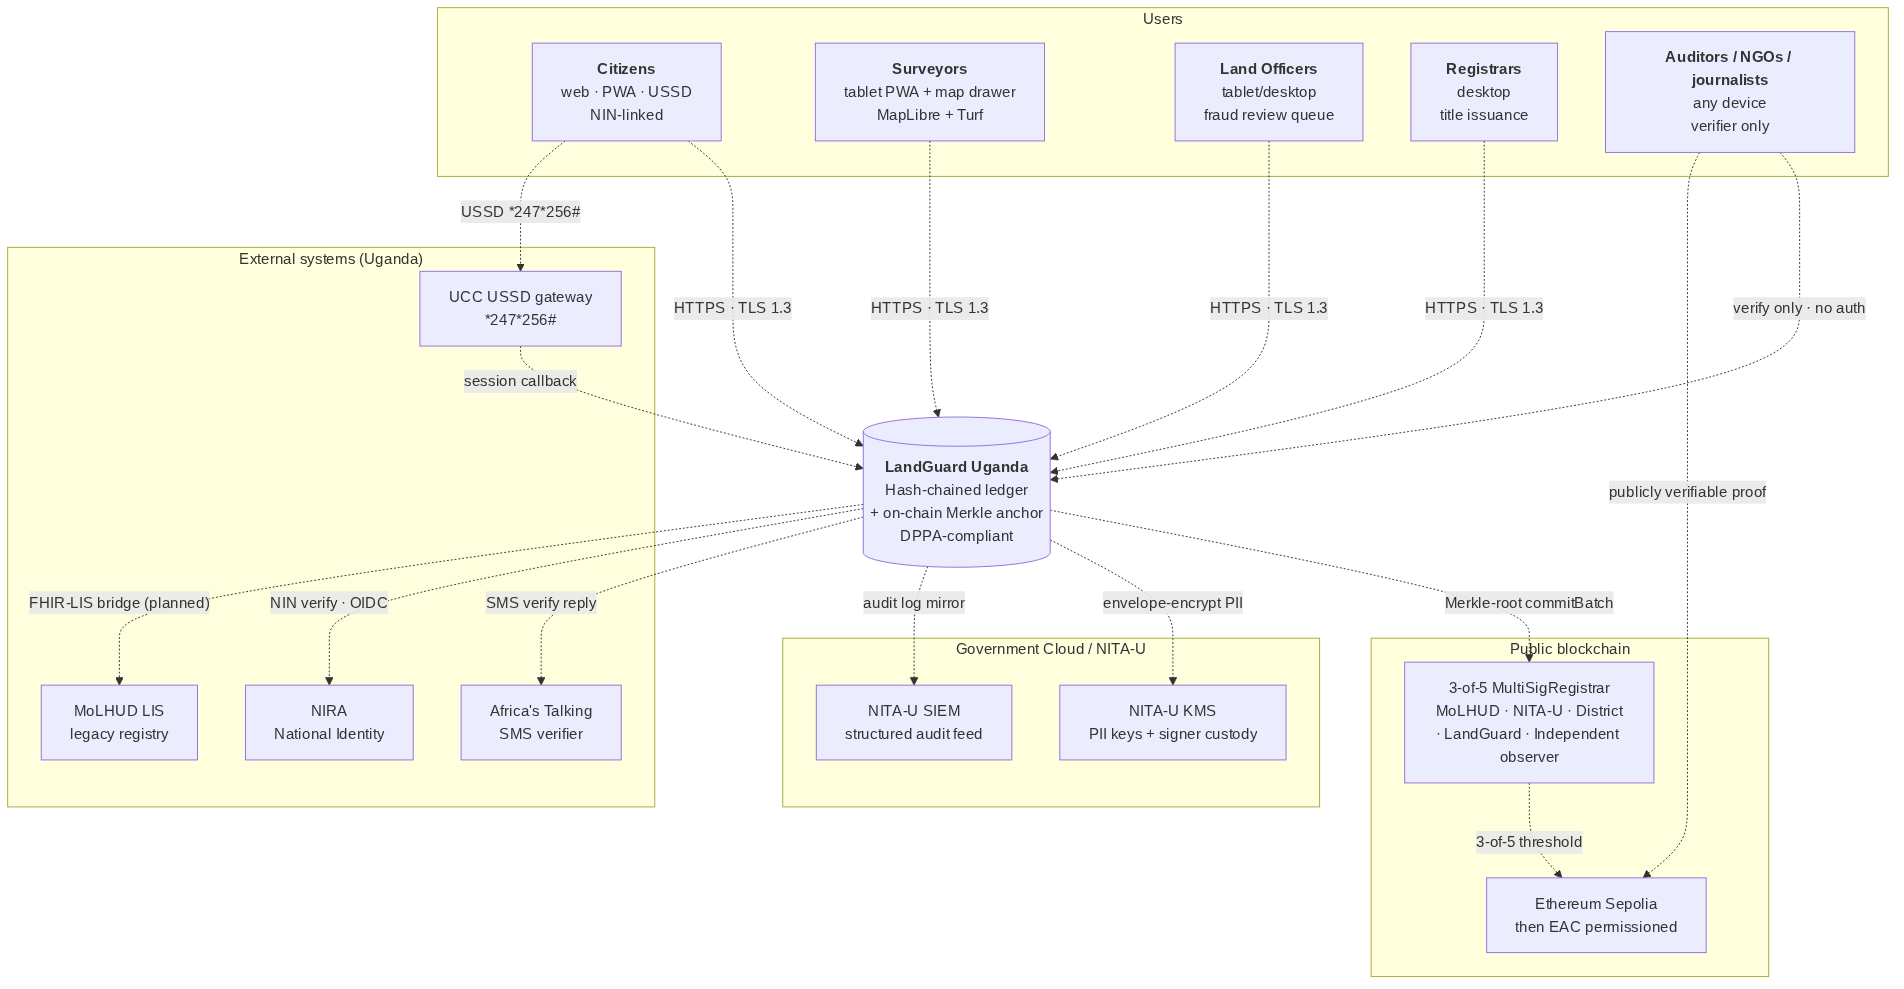 Users
Citizens
web · PWA · USSD
NIN-linked
Surveyors
tablet PWA + map drawer
MapLibre + Turf
Land Officers
tablet/desktop
fraud review queue
Registrars
desktop
title issuance
Auditors / NGOs /
journalists
any device
verifier only
USSD *247*256#
External systems (Uganda)
UCC USSD gateway
*247*256#
HTTPS · TLS 1.3
HTTPS · TLS 1.3
HTTPS · TLS 1.3
HTTPS · TLS 1.3
verify only · no auth
session callback
LandGuard Uganda
Hash-chained ledger
+ on-chain Merkle anchor
DPPA-compliant
publicly verifiable proof
FHIR-LIS bridge (planned)
NIN verify · OIDC
SMS verify reply
audit log mirror
envelope-encrypt PII
Merkle-root commitBatch
MoLHUD LIS
legacy registry
NIRA
National Identity
Africa's Talking
SMS verifier
Government Cloud / NITA-U
NITA-U SIEM
structured audit feed
NITA-U KMS
PII keys + signer custody
Public blockchain
3-of-5 MultiSigRegistrar
MoLHUD · NITA-U · District
· LandGuard · Independent
observer
3-of-5 threshold
Ethereum Sepolia
then EAC permissioned